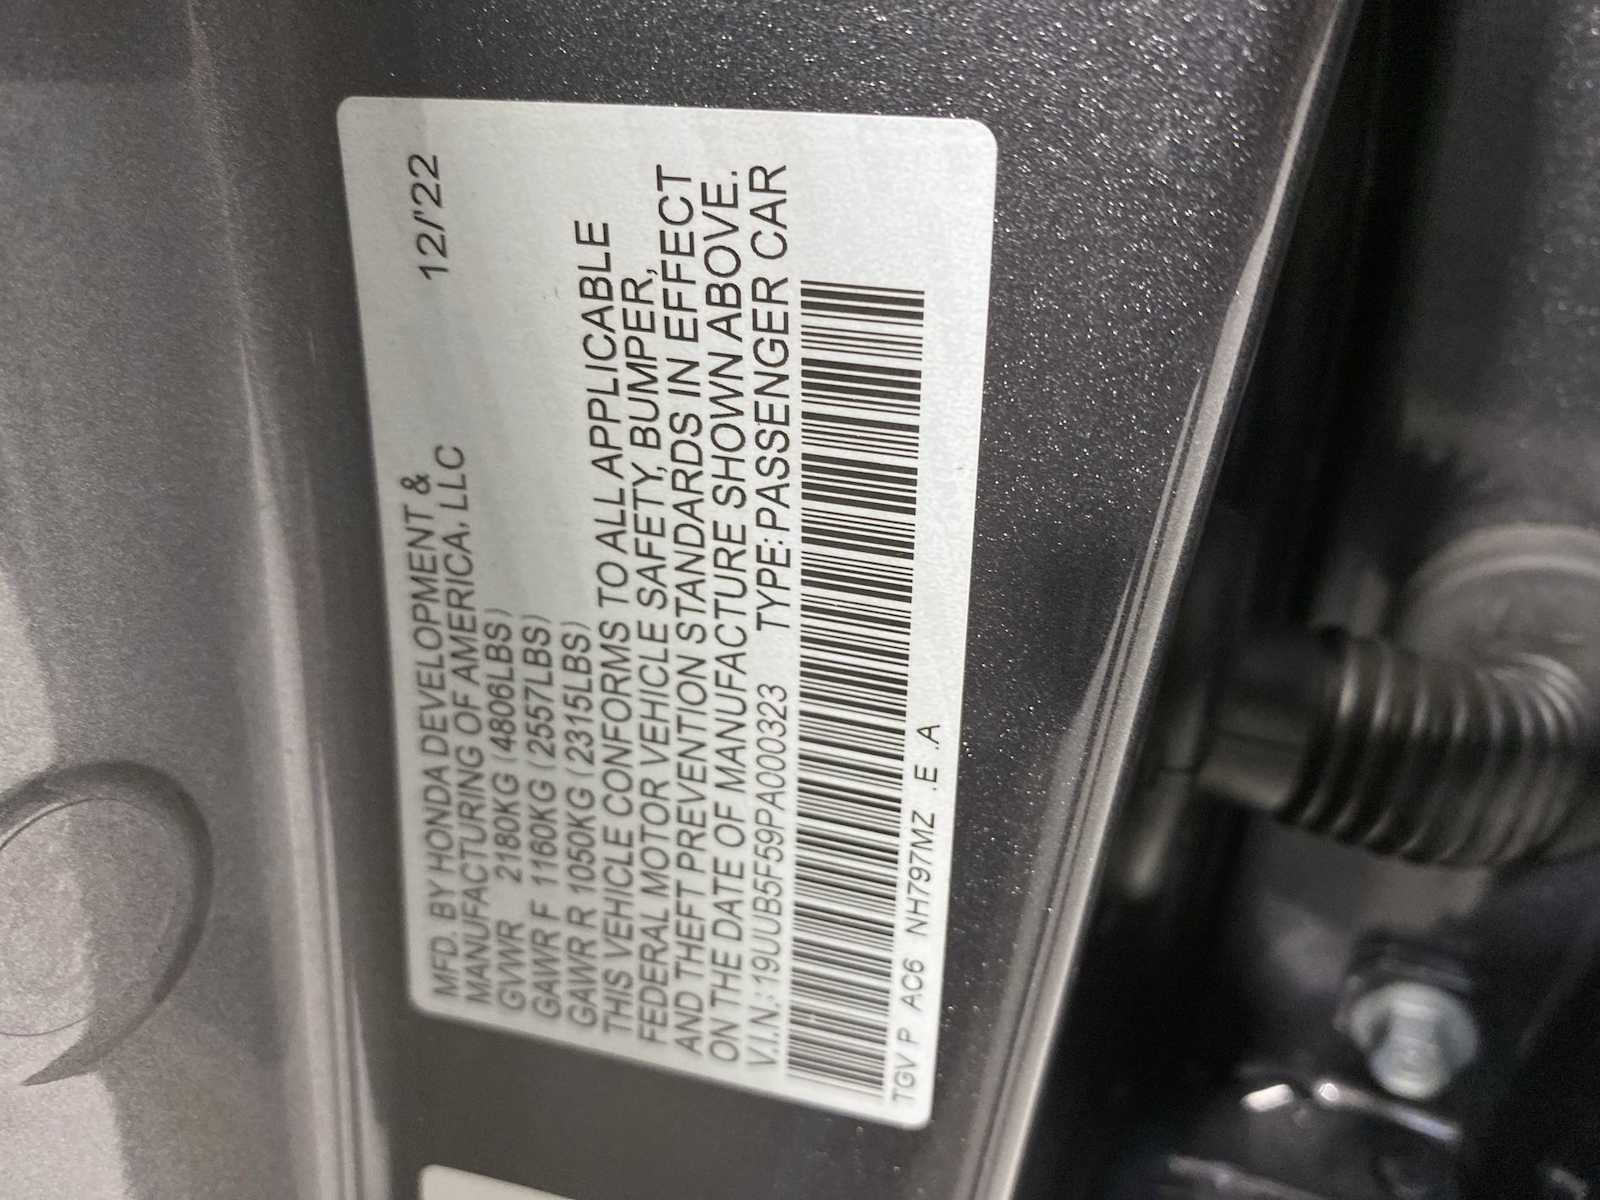 MFD. BY HONDA DEVELOPMENT &
MANUFACTURING OF AMERICA, LLC 12/'22
GVWR 2180KG (4806LBS)
GAWR F 1160KG (2557LBS)
GAWR R 1050KG (2315LBS)
THIS VEHICLE CONFORMS TO ALL APPLICABLE
FEDERAL MOTOR VEHICLE SAFETY, BUMPER,
AND THEFT PREVENTION STANDARDS IN EFFECT
ON THE DATE OF MANUFACTURE SHOWN ABOVE.
V.I.N.: 19UUB5F59PA000323 TYPE: PASSENGER CAR
TGV P AC6 NH797MZ .E .A